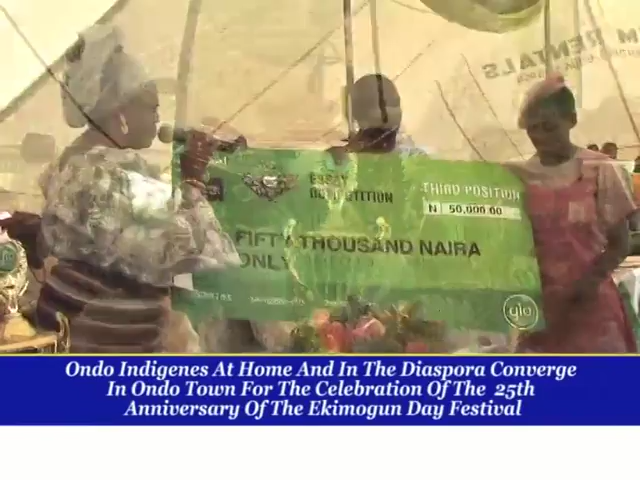 RENTALS
ESSAY
COMPETITION
THIRD POSITION
N 50,000.00
FIFTY THOUSAND NAIRA
ONLY
glo
Ondo Indigenes At Home And In The Diaspora Converge
In Ondo Town For The Celebration Of The 25th
Anniversary Of The Ekimogun Day Festival